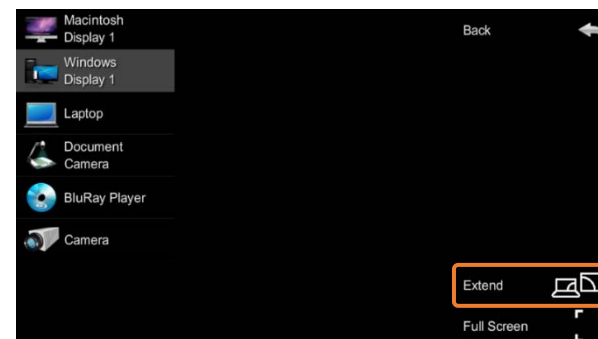 Macintosh
Display 1
Windows
Display 1
Laptop
Document
Camera
BluRay Player
Camera
Back
Extend
Full Screen